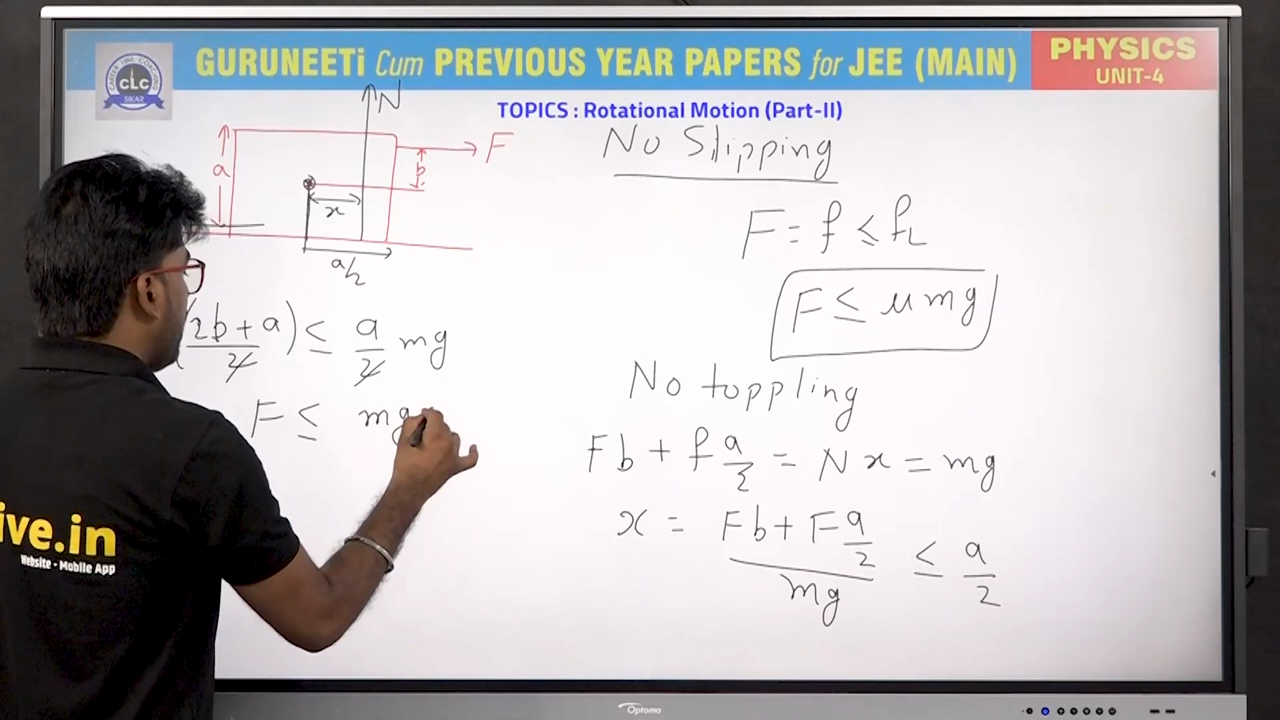 GURUNEETi Cum PREVIOUS YEAR PAPERS for JEE (MAIN)
PHYSICS
UNIT-4
CLC
SIKAR
TOPICS : Rotational Motion (Part-II)
N
F
a
b
x
a/2
No Slipping
F = f ≤ fL
F ≤ μmg
(2b + a)/2 ≤ a/2 mg
F ≤ mg
No toppling
Fb + f a/2 = Nx = mg
x = (Fb + F a/2)/mg ≤ a/2
ive.in
Website - Mobile App
Optoma